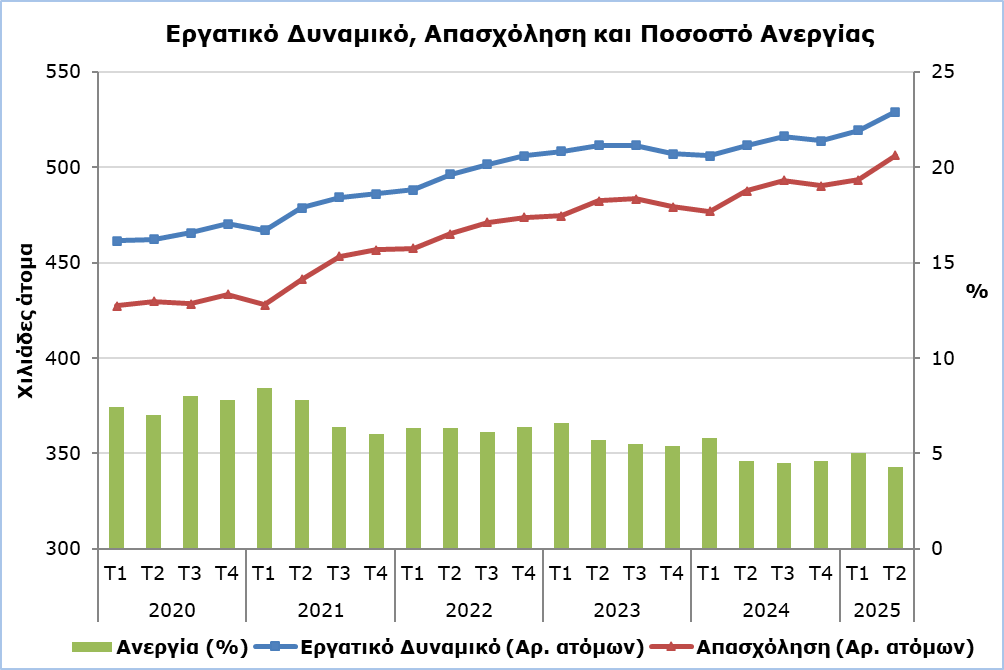 Εργατικό Δυναμικό, Απασχόληση και Ποσοστό Ανεργίας
550 25
500 20
450 15
400 10
350 5
300 0
Χιλιάδες άτομα
%
Τ1 Τ2 Τ3 Τ4 Τ1 Τ2 Τ3 Τ4 Τ1 Τ2 Τ3 Τ4 Τ1 Τ2 Τ3 Τ4 Τ1 Τ2 Τ3 Τ4 Τ1 Τ2
2020 2021 2022 2023 2024 2025
Ανεργία (%) Εργατικό Δυναμικό (Αρ. ατόμων) Απασχόληση (Αρ. ατόμων)